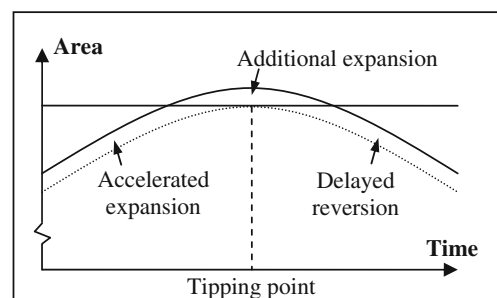 Area
Additional expansion
Accelerated
expansion
Delayed
reversion
Time
Tipping point